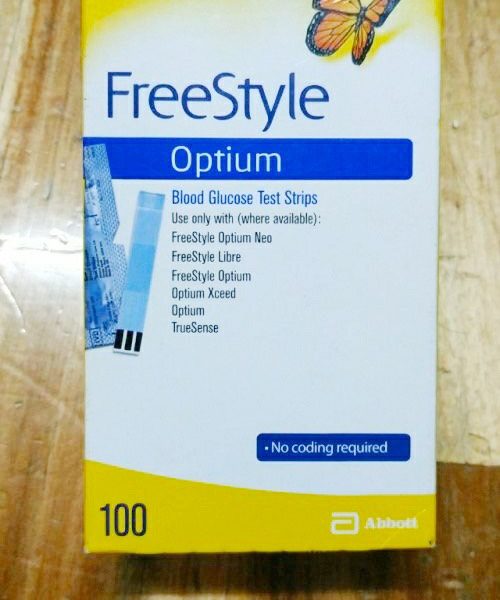 FreeStyle
Optium
Blood Glucose Test Strips
Use only with (where available):
FreeStyle Optium Neo
FreeStyle Libre
FreeStyle Optium
Optium Xceed
Optium
TrueSense
• No coding required
100
Abbott